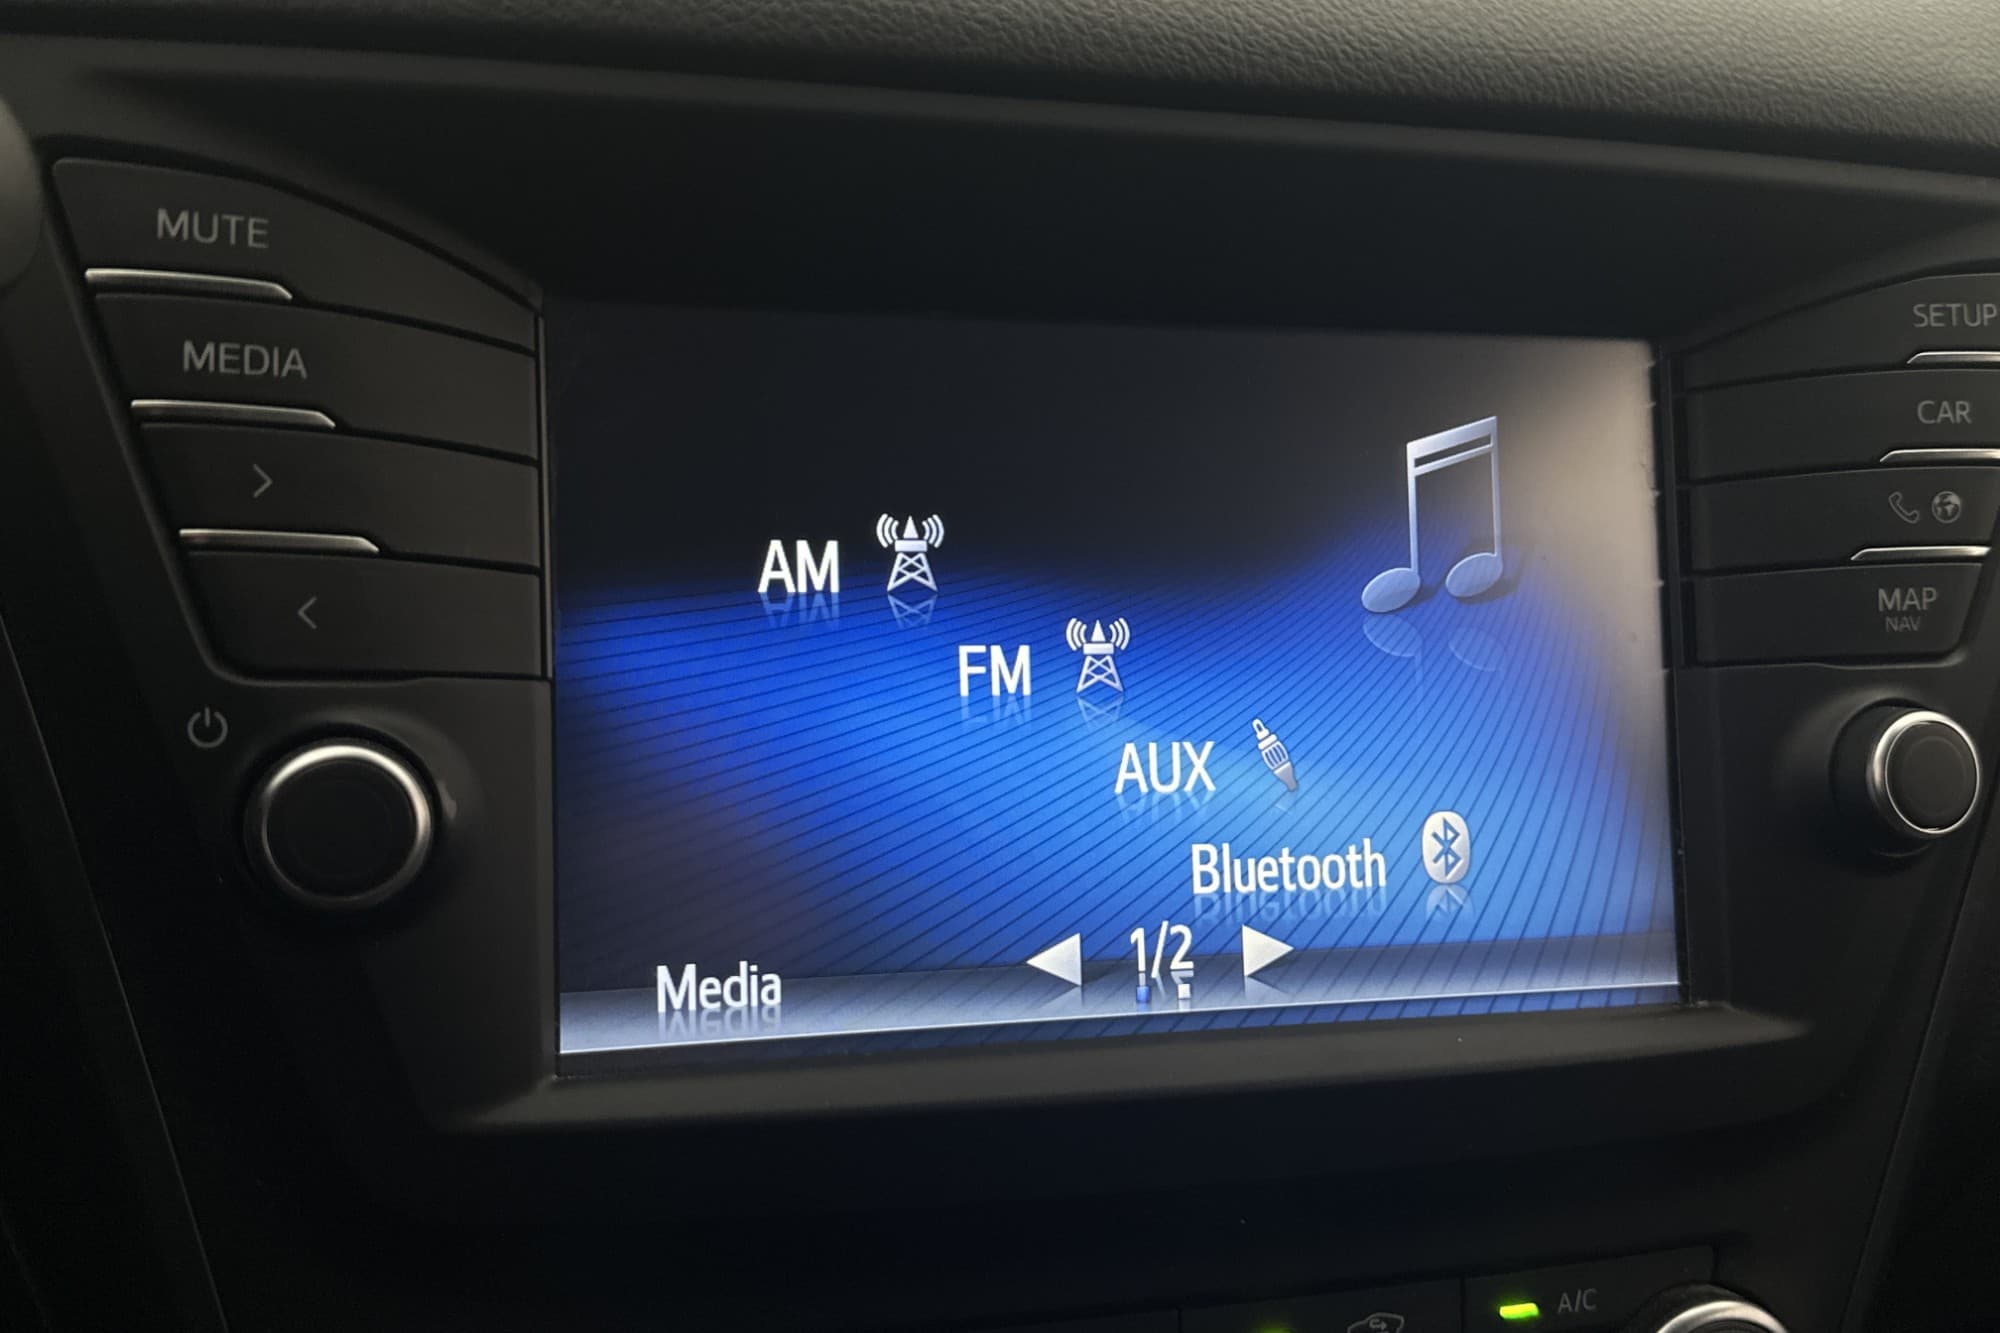 MUTE
MEDIA
SETUP
CAR
MAP
NAV
AM
FM
AUX
Bluetooth
Media
1/2
A/C